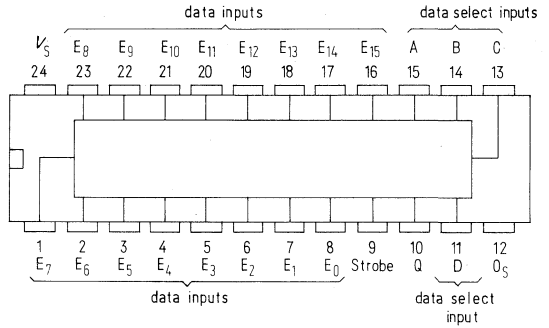 data inputs data select inputs
V_S E_8 E_9 E_10 E_11 E_12 E_13 E_14 E_15 A B C
24 23 22 21 20 19 18 17 16 15 14 13
1 2 3 4 5 6 7 8 9 10 11 12
E_7 E_6 E_5 E_4 E_3 E_2 E_1 E_0 Strobe Q D 0_S
data inputs data select
input